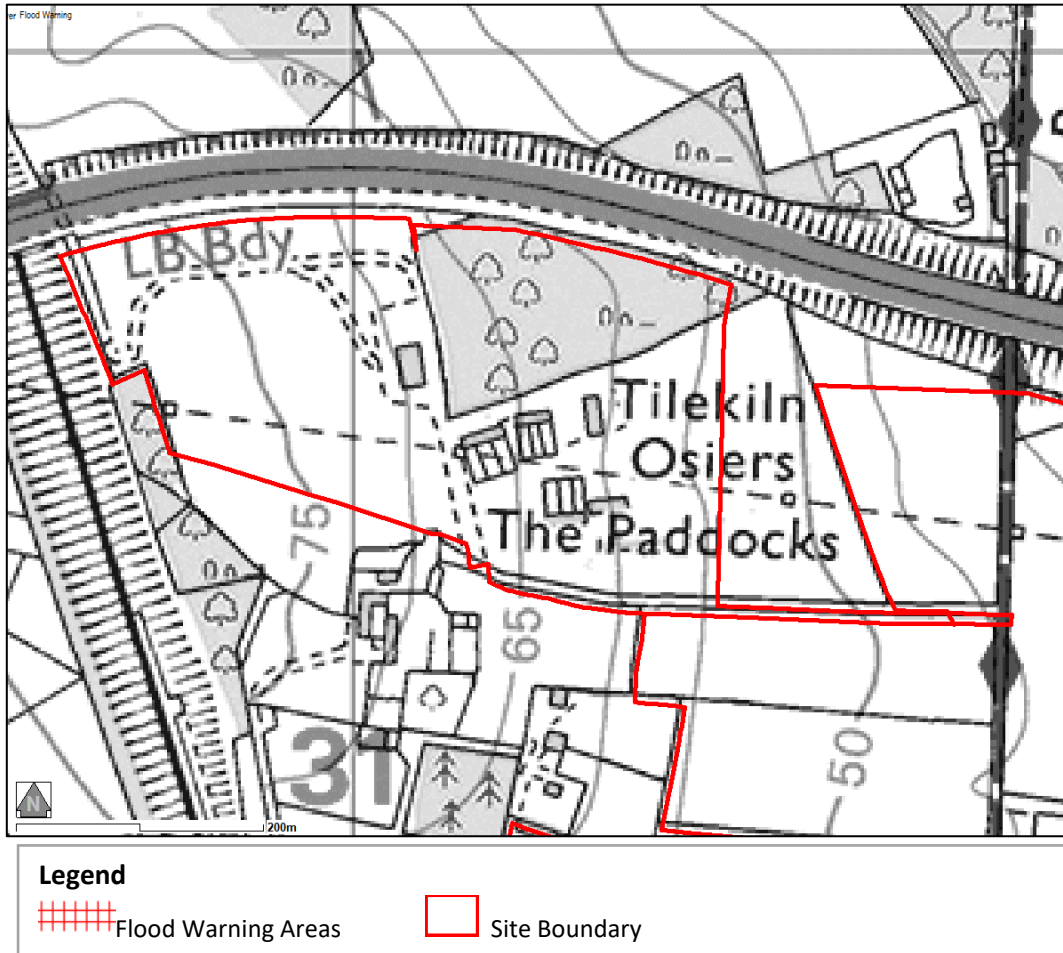 er Flood Warning
LB Bdy
Tilekiln
Osiers
The Paddocks
75
65
50
31
N
200m
Legend
Flood Warning Areas
Site Boundary